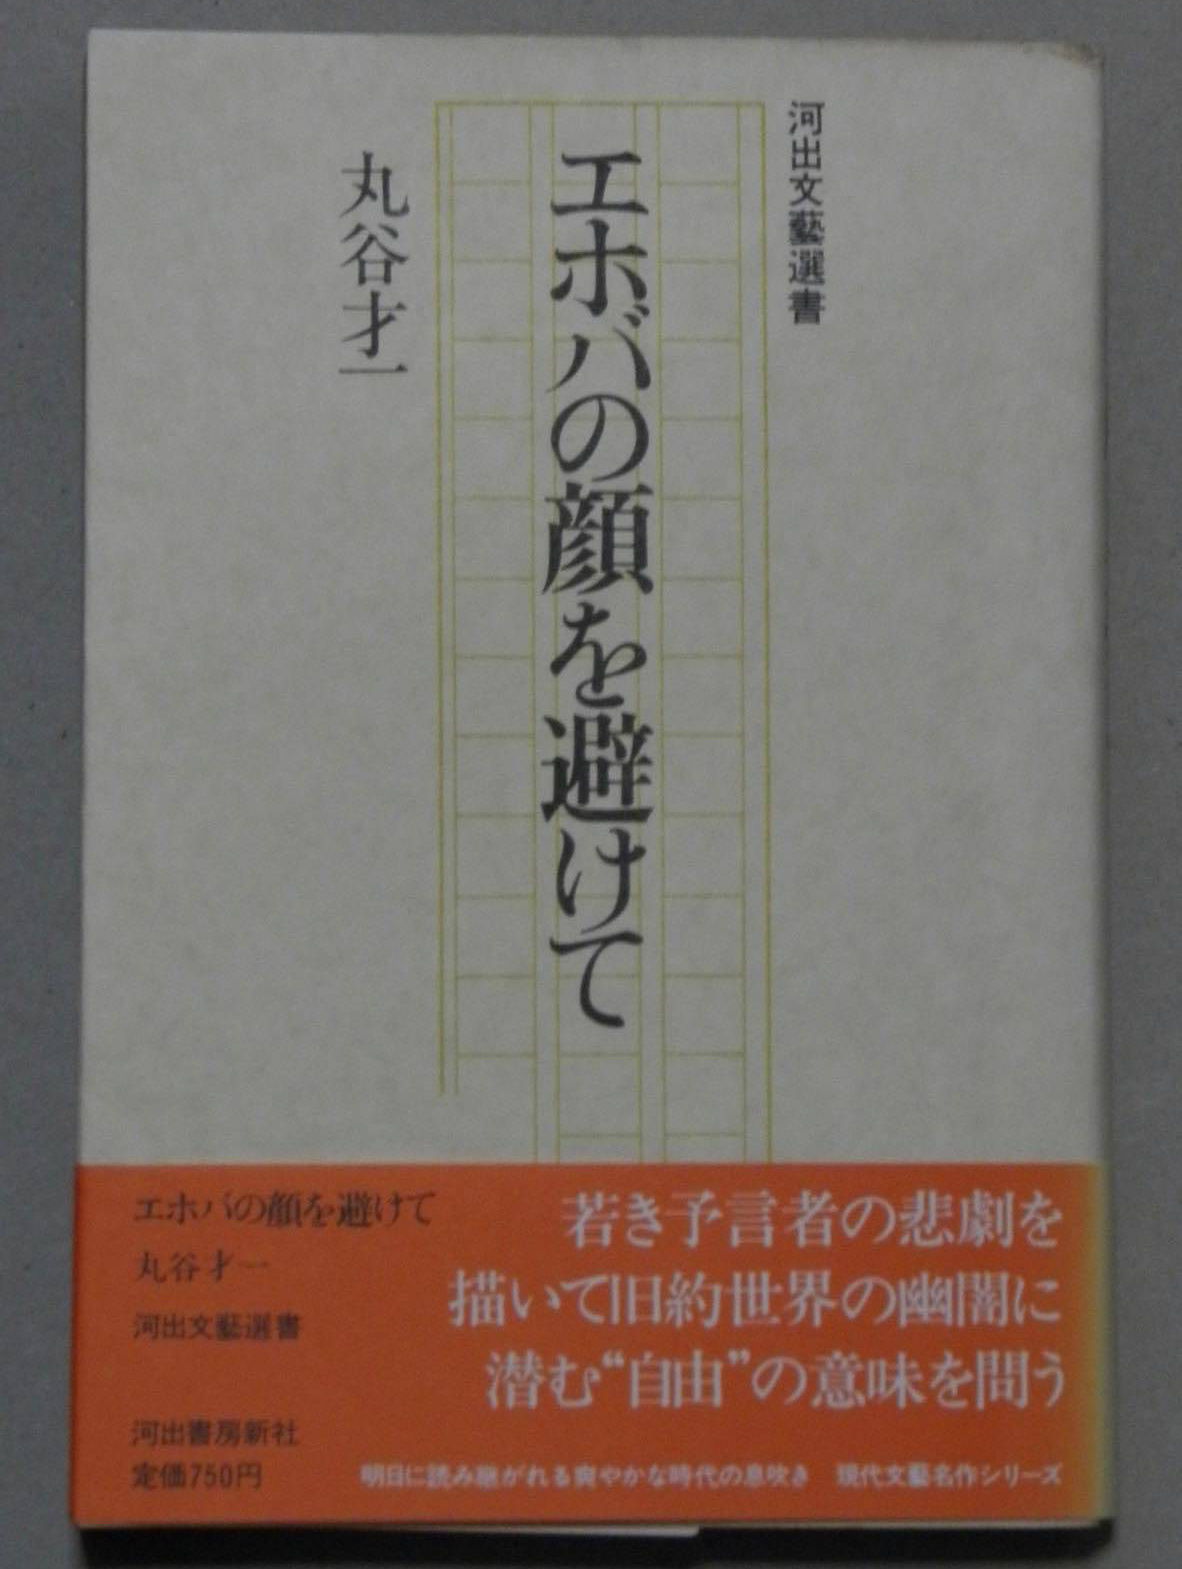 河出文藝選書
エホバの顔を避けて
丸谷才一
若き予言者の悲劇を
描いて旧約世界の幽闇に
潜む“自由”の意味を問う
明日に読み継がれる爽やかな時代の息吹き　現代文藝名作シリーズ
エホバの顔を避けて
丸谷才一
河出文藝選書
河出書房新社
定価750円